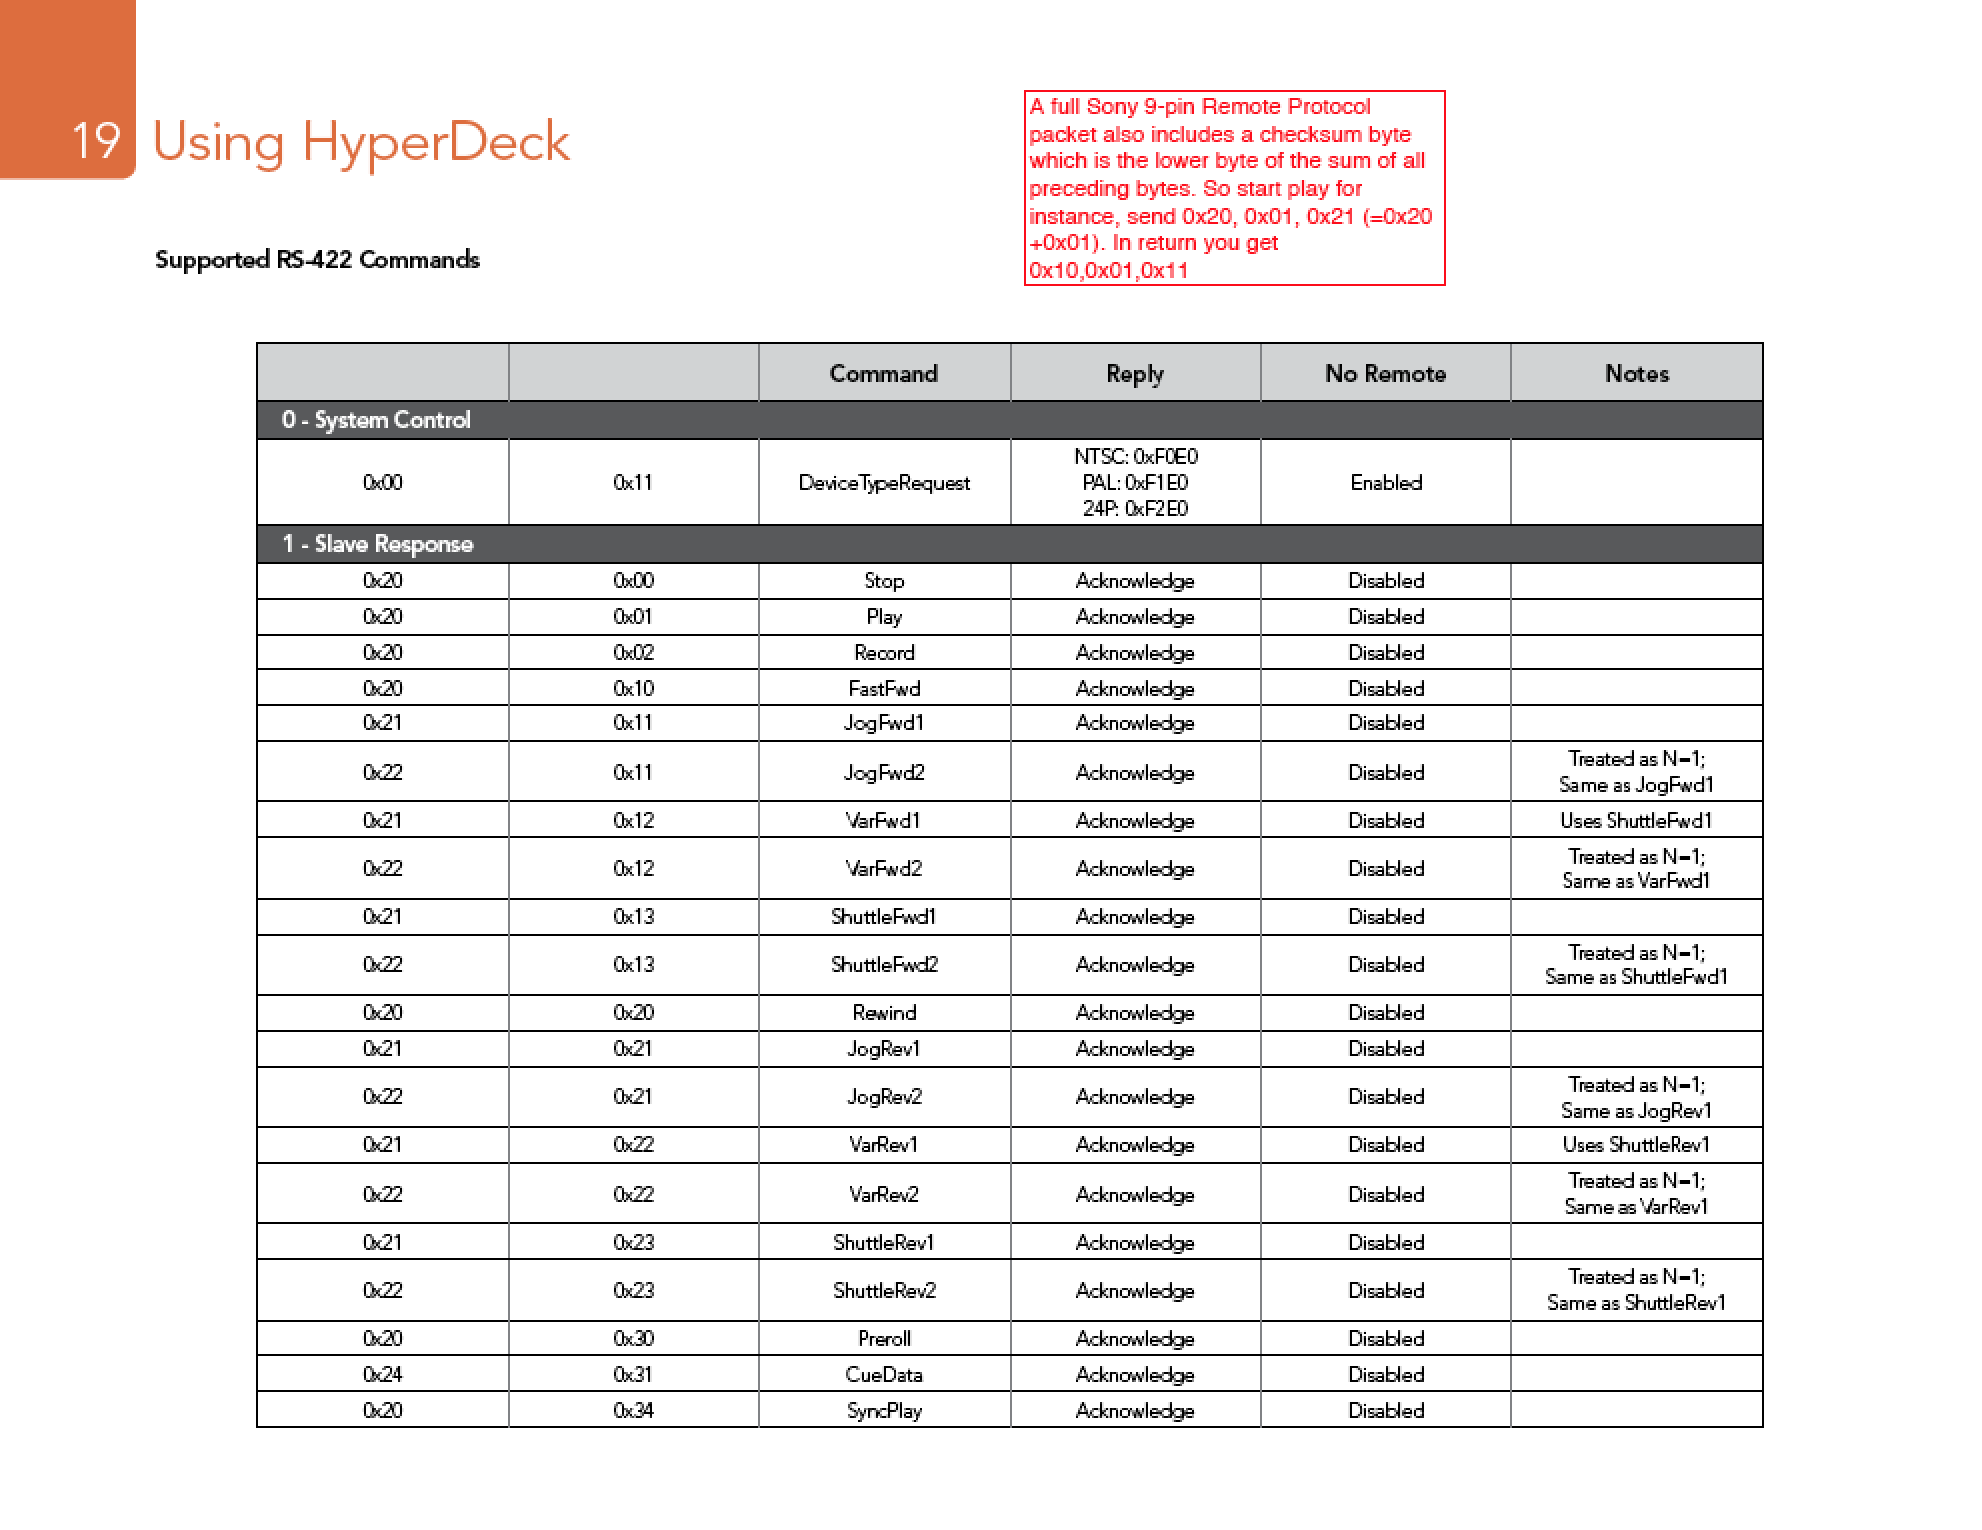 19 Using HyperDeck
A full Sony 9-pin Remote Protocol
packet also includes a checksum byte
which is the lower byte of the sum of all
preceding bytes. So start play for
instance, send 0x20, 0x01, 0x21 (=0x20
+0x01). In return you get
0x10,0x01,0x11
Supported RS-422 Commands
Command Reply No Remote Notes
0 - System Control
0x00 0x11 DeviceTypeRequest NTSC: 0xF0E0
PAL: 0xF1E0
24P: 0xF2E0 Enabled
1 - Slave Response
0x20 0x00 Stop Acknowledge Disabled
0x20 0x01 Play Acknowledge Disabled
0x20 0x02 Record Acknowledge Disabled
0x20 0x10 FastFwd Acknowledge Disabled
0x21 0x11 JogFwd1 Acknowledge Disabled
0x22 0x11 JogFwd2 Acknowledge Disabled Treated as N=1;
Same as JogFwd1
0x21 0x12 VarFwd1 Acknowledge Disabled Uses ShuttleFwd1
0x22 0x12 VarFwd2 Acknowledge Disabled Treated as N=1;
Same as VarFwd1
0x21 0x13 ShuttleFwd1 Acknowledge Disabled
0x22 0x13 ShuttleFwd2 Acknowledge Disabled Treated as N=1;
Same as ShuttleFwd1
0x20 0x20 Rewind Acknowledge Disabled
0x21 0x21 JogRev1 Acknowledge Disabled
0x22 0x21 JogRev2 Acknowledge Disabled Treated as N=1;
Same as JogRev1
0x21 0x22 VarRev1 Acknowledge Disabled Uses ShuttleRev1
0x22 0x22 VarRev2 Acknowledge Disabled Treated as N=1;
Same as VarRev1
0x21 0x23 ShuttleRev1 Acknowledge Disabled
0x22 0x23 ShuttleRev2 Acknowledge Disabled Treated as N=1;
Same as ShuttleRev1
0x20 0x30 Preroll Acknowledge Disabled
0x24 0x31 CueData Acknowledge Disabled
0x20 0x34 SyncPlay Acknowledge Disabled